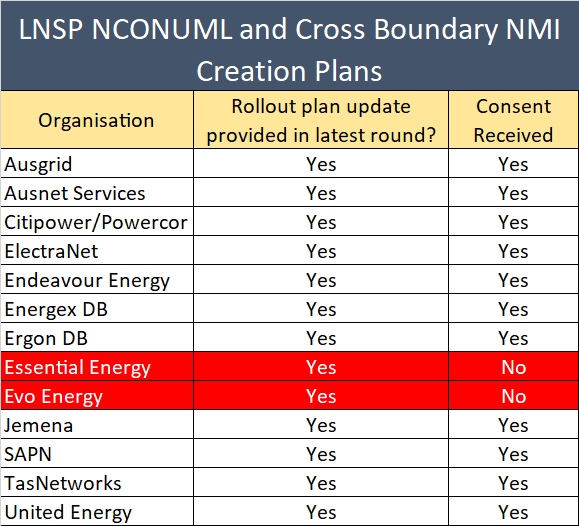 LNSP NCONUML and Cross Boundary NMI
Creation Plans
Organisation
Rollout plan update
provided in latest round?
Consent
Received
Ausgrid Yes Yes
Ausnet Services Yes Yes
Citipower/Powercor Yes Yes
ElectraNet Yes Yes
Endeavour Energy Yes Yes
Energex DB Yes Yes
Ergon DB Yes Yes
Essential Energy Yes No
Evo Energy Yes No
Jemena Yes Yes
SAPN Yes Yes
TasNetworks Yes Yes
United Energy Yes Yes